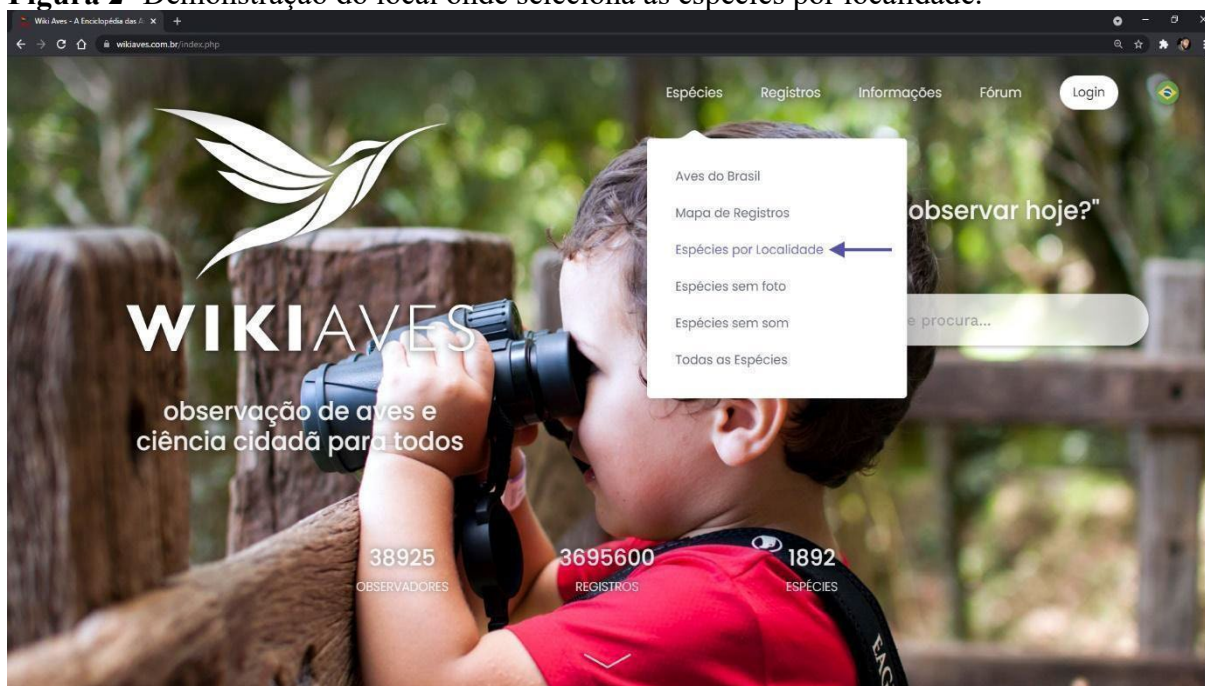 Figura 2- Demonstração do local onde seleciona as espécies por localidade.
Wiki Aves - A Enciclopédia das A
wikiaves.com.br/index.php
Espécies Registros Informações Fórum Login
Aves do Brasil
Mapa de Registros
Espécies por Localidade
Espécies sem foto
Espécies sem som
Todas as Espécies
observar hoje?"
procura...
WIKIAVES
observação de aves e
ciência cidadã para todos
38925
OBSERVADORES
3695600
REGISTROS
1892
ESPÉCIES